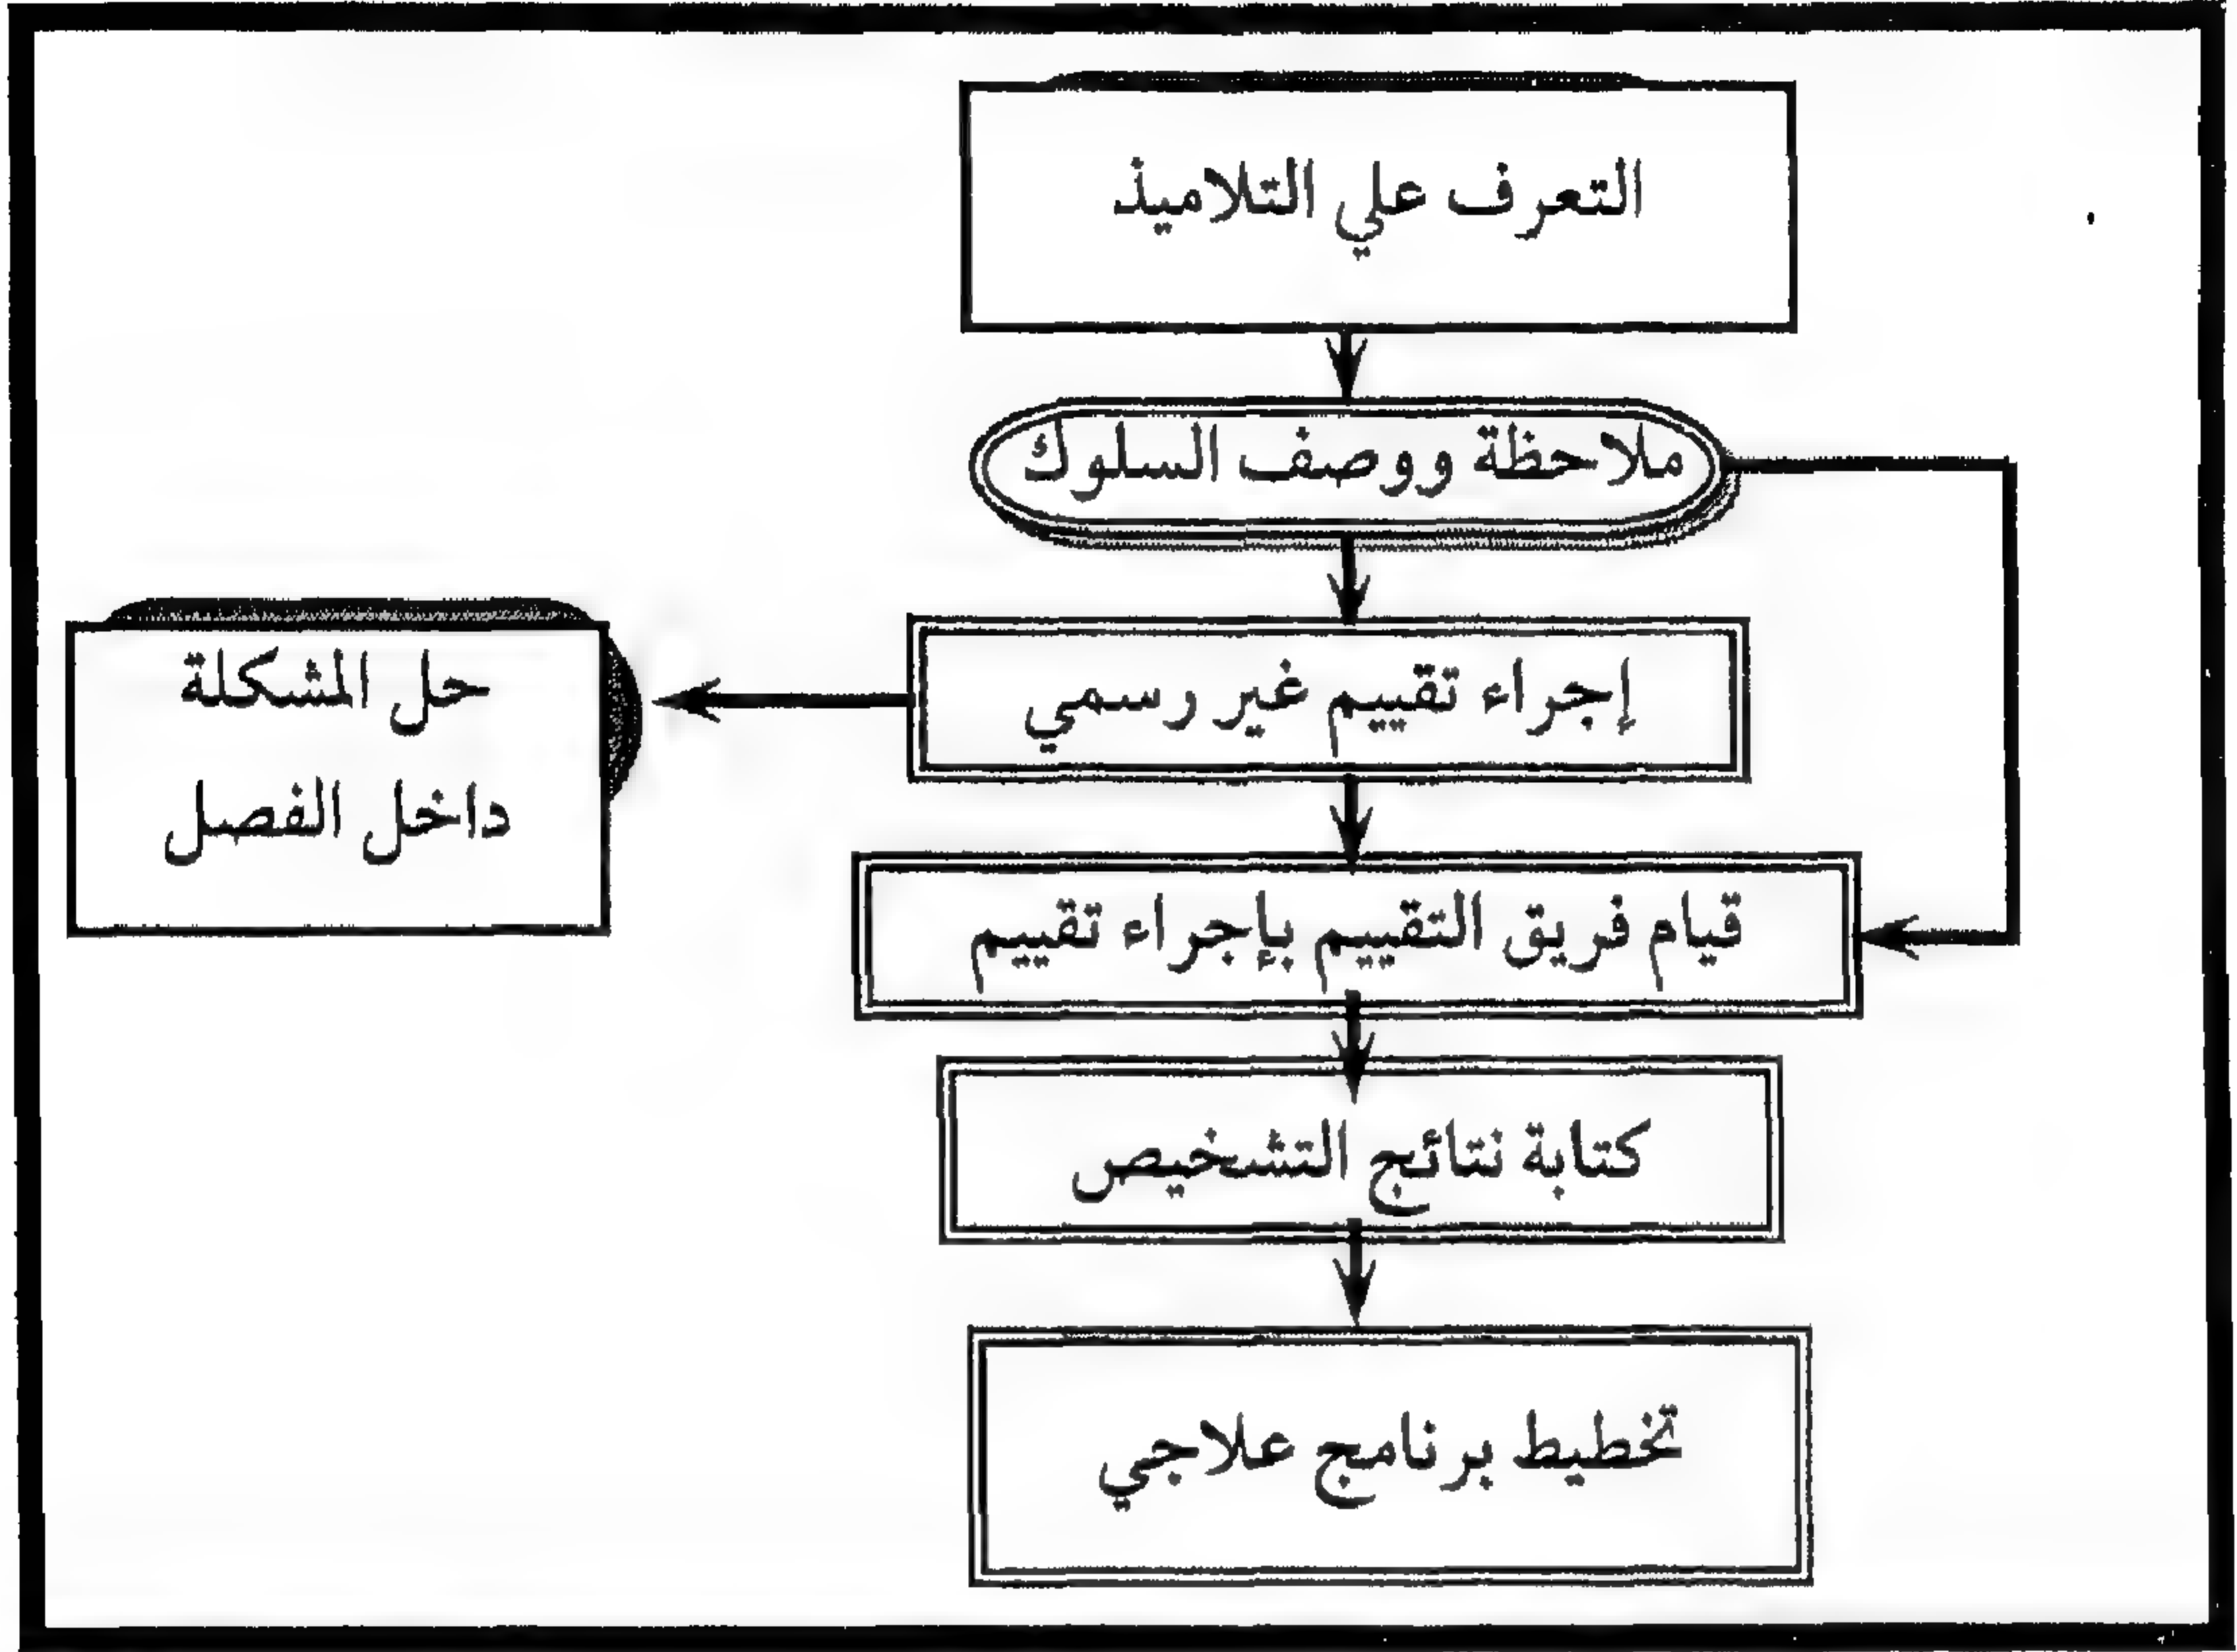 التعرف علي التلاميذ
ملاحظة ووصف السلوك
إجراء تقييم غير رسمي
حل المشكلة
داخل الفصل
قيام فريق التقييم بإجراء تقييم
كتابة نتائج التشخيص
تخطيط برنامج علاجي